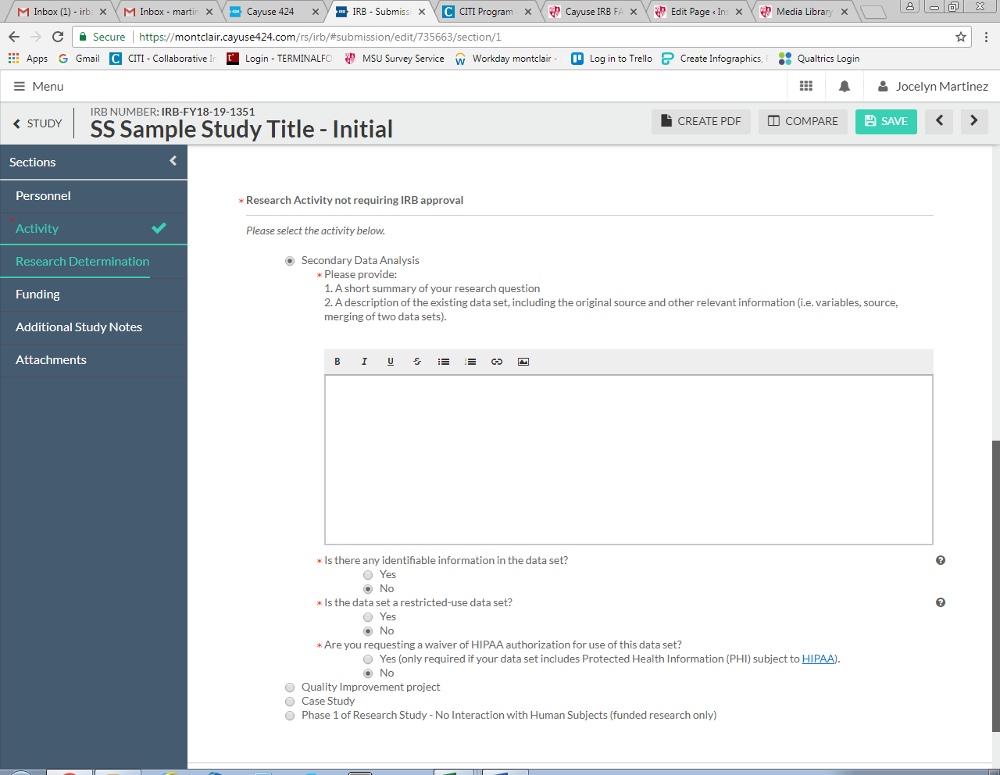 Inbox (1) - irb
Inbox - martin
Cayuse 424
IRB - Submiss
CITI Program
Cayuse IRB FA
Edit Page ‹ Ins
Media Library
Secure
https://montclair.cayuse424.com/rs/irb/#submission/edit/735663/section/1
Apps
Gmail
CITI - Collaborative In
Login - TERMINALFO
MSU Survey Service
Workday montclair -
Log in to Trello
Create Infographics,
Qualtrics Login
Menu
Jocelyn Martinez
STUDY
IRB NUMBER: IRB-FY18-19-1351
SS Sample Study Title - Initial
CREATE PDF
COMPARE
SAVE
Sections
Personnel
* Activity
Research Determination
Funding
Additional Study Notes
Attachments
* Research Activity not requiring IRB approval
Please select the activity below.
Secondary Data Analysis
* Please provide:
1. A short summary of your research question
2. A description of the existing data set, including the original source and other relevant information (i.e. variables, source,
merging of two data sets).
B I U S
* Is there any identifiable information in the data set?
Yes
No
* Is the data set a restricted-use data set?
Yes
No
* Are you requesting a waiver of HIPAA authorization for use of this data set?
Yes (only required if your data set includes Protected Health Information (PHI) subject to HIPAA).
No
Quality Improvement project
Case Study
Phase 1 of Research Study - No Interaction with Human Subjects (funded research only)